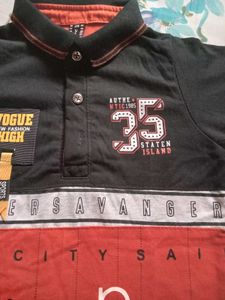 AUTHE
NTIC 1985
35
STATEN
ISLAND
VOGUE
NEW FASHION
HIGH
ERSAVANGER
CITY SAI